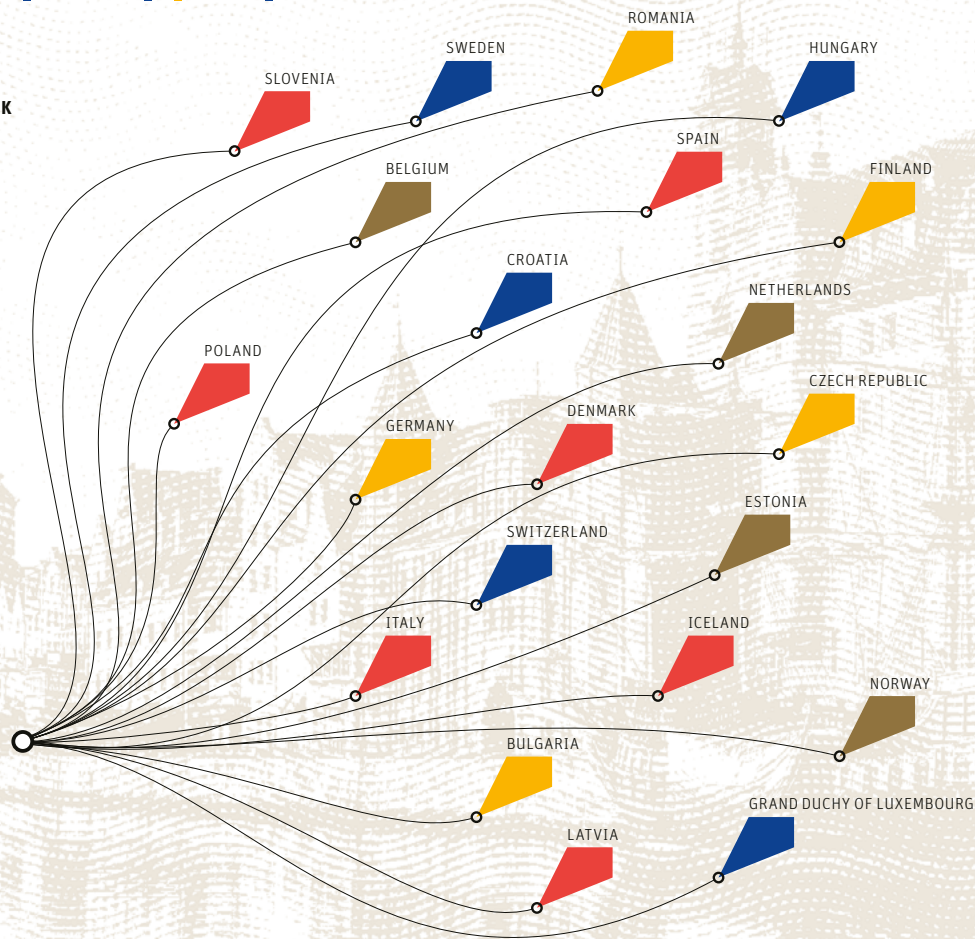 ROMANIA
SWEDEN
HUNGARY
SLOVENIA
K
SPAIN
BELGIUM
FINLAND
CROATIA
NETHERLANDS
POLAND
CZECH REPUBLIC
DENMARK
GERMANY
ESTONIA
SWITZERLAND
ITALY
ICELAND
NORWAY
BULGARIA
GRAND DUCHY OF LUXEMBOURG
LATVIA